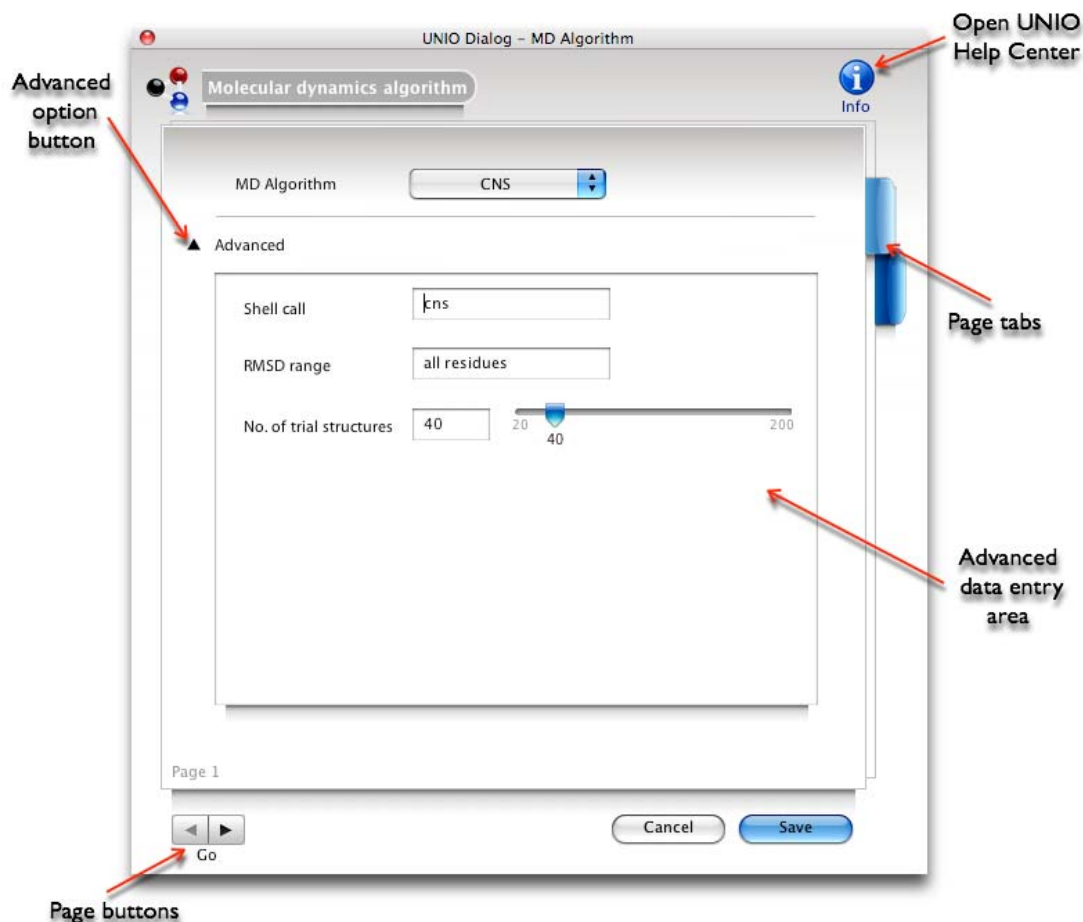 Open UNIO
Help Center
UNIO Dialog – MD Algorithm
Advanced
option
button
Molecular dynamics algorithm
Info
MD Algorithm
CNS
Advanced
Shell call
cns
RMSD range
all residues
No. of trial structures
40
20
200
40
Page tabs
Advanced
data entry
area
Page 1
Cancel
Save
Go
Page buttons